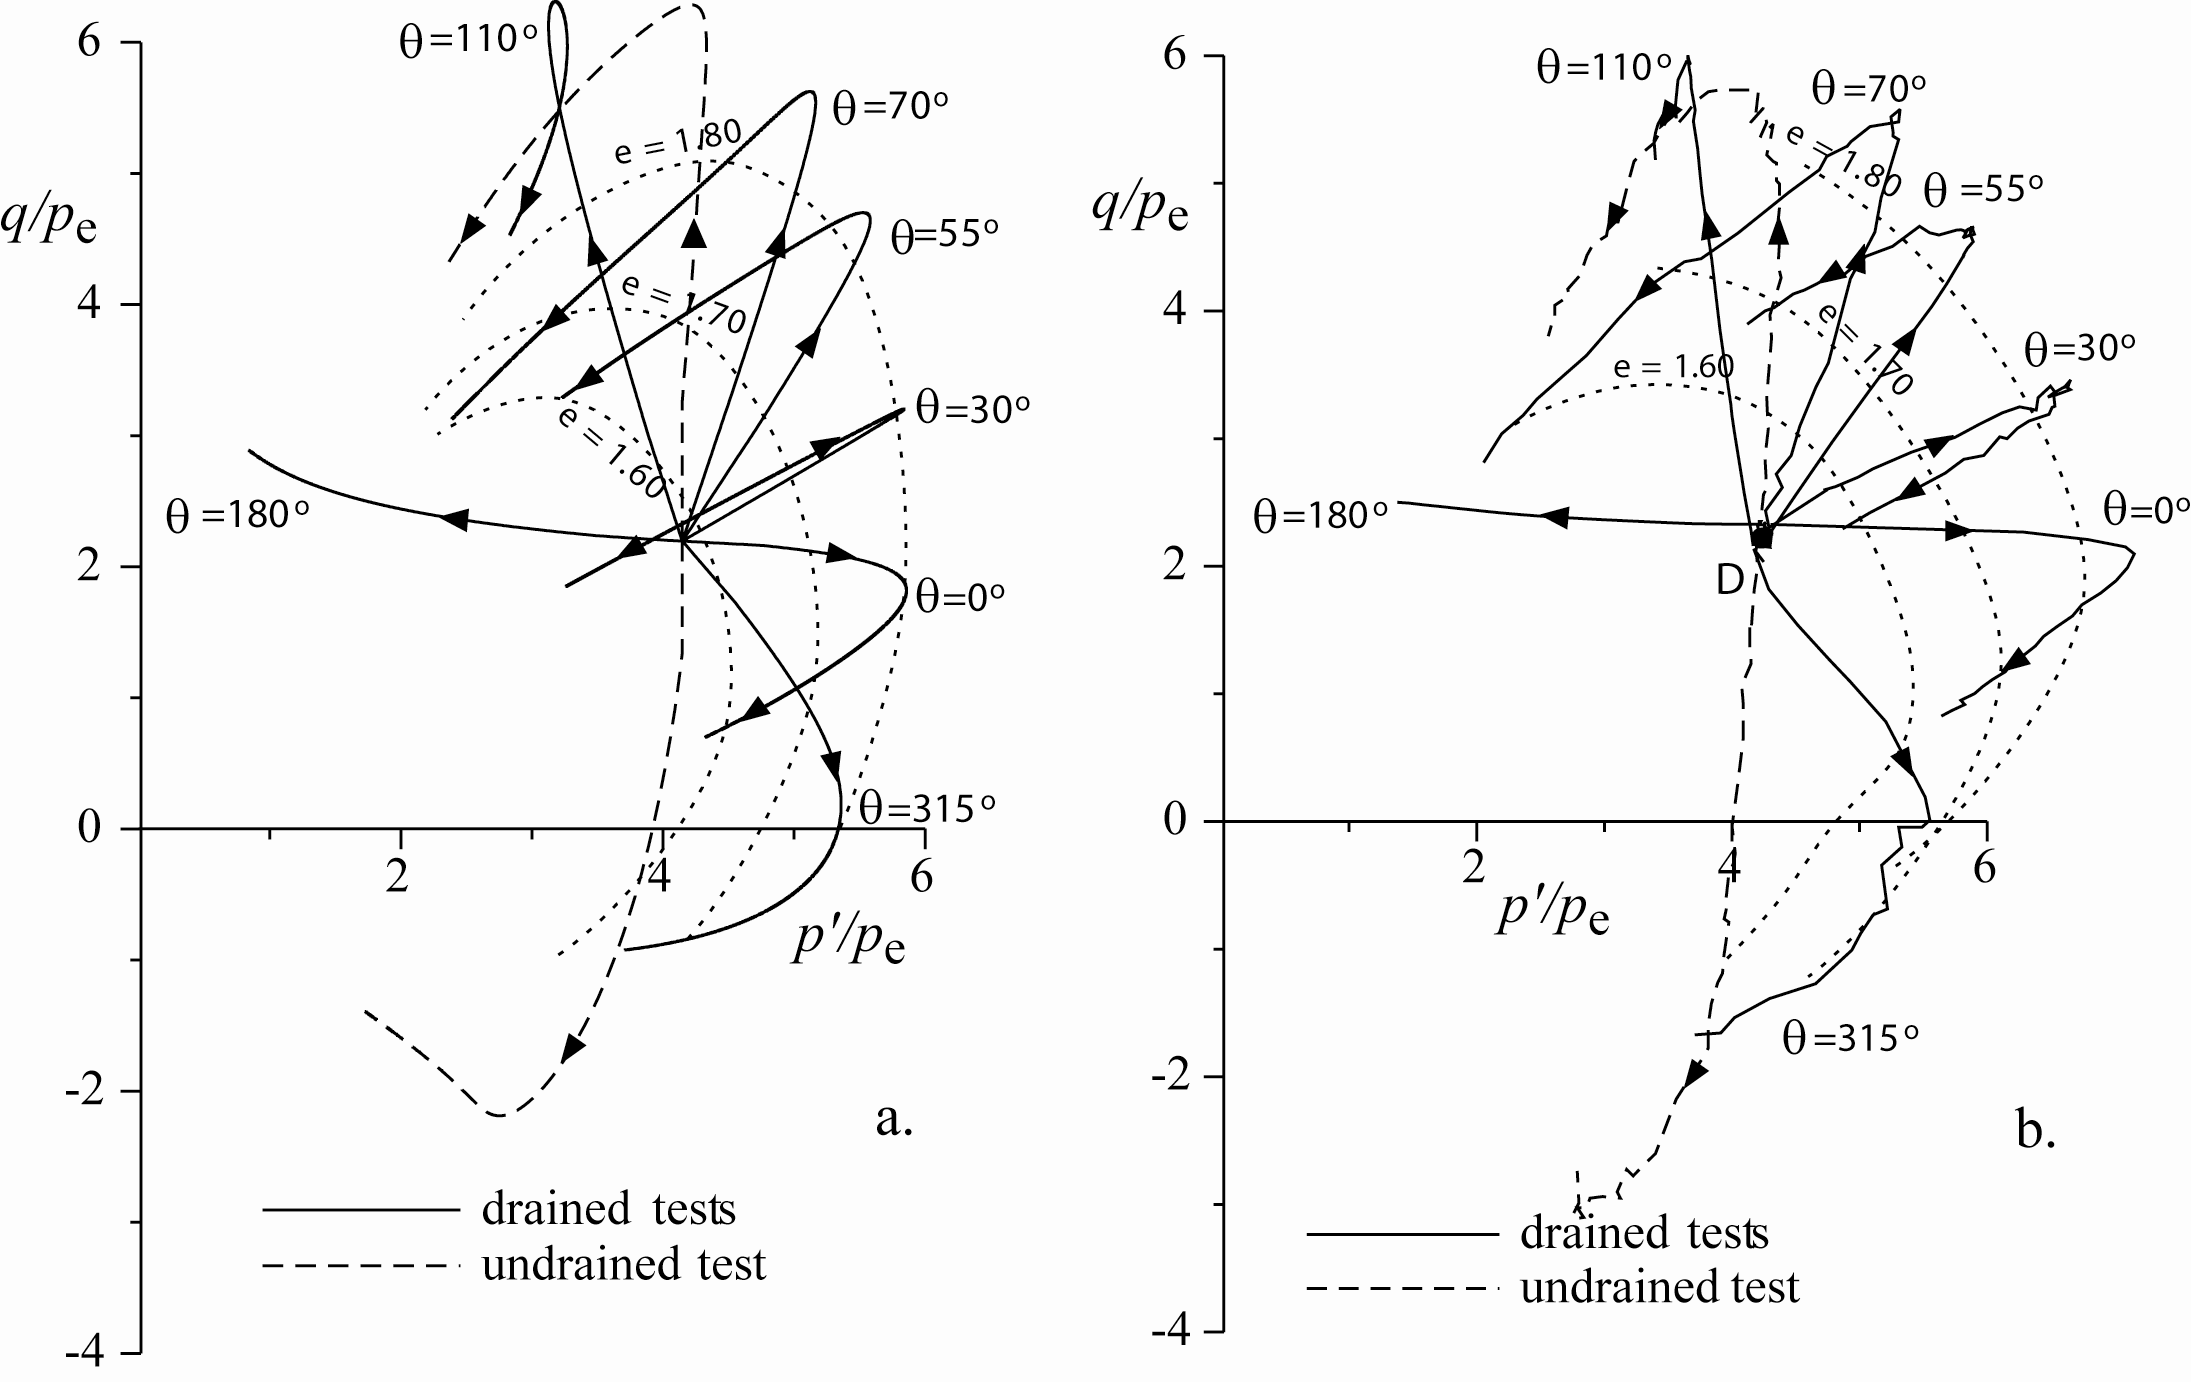 6
θ=110°
θ=70°
e = 1.80
q/pe
θ=55°
4
e = 1.70
θ=30°
e = 1.60
θ=180°
2
θ=0°
θ=315°
0
2
4
6
p'/pe
-2
a.
drained tests
undrained test
-4
6
θ=110°
θ=70°
e = 1.80
q/pe
θ=55°
4
e = 1.70
θ=30°
e = 1.60
θ=180°
θ=0°
2
D
0
2
4
6
p'/pe
θ=315°
-2
b.
drained tests
undrained test
-4